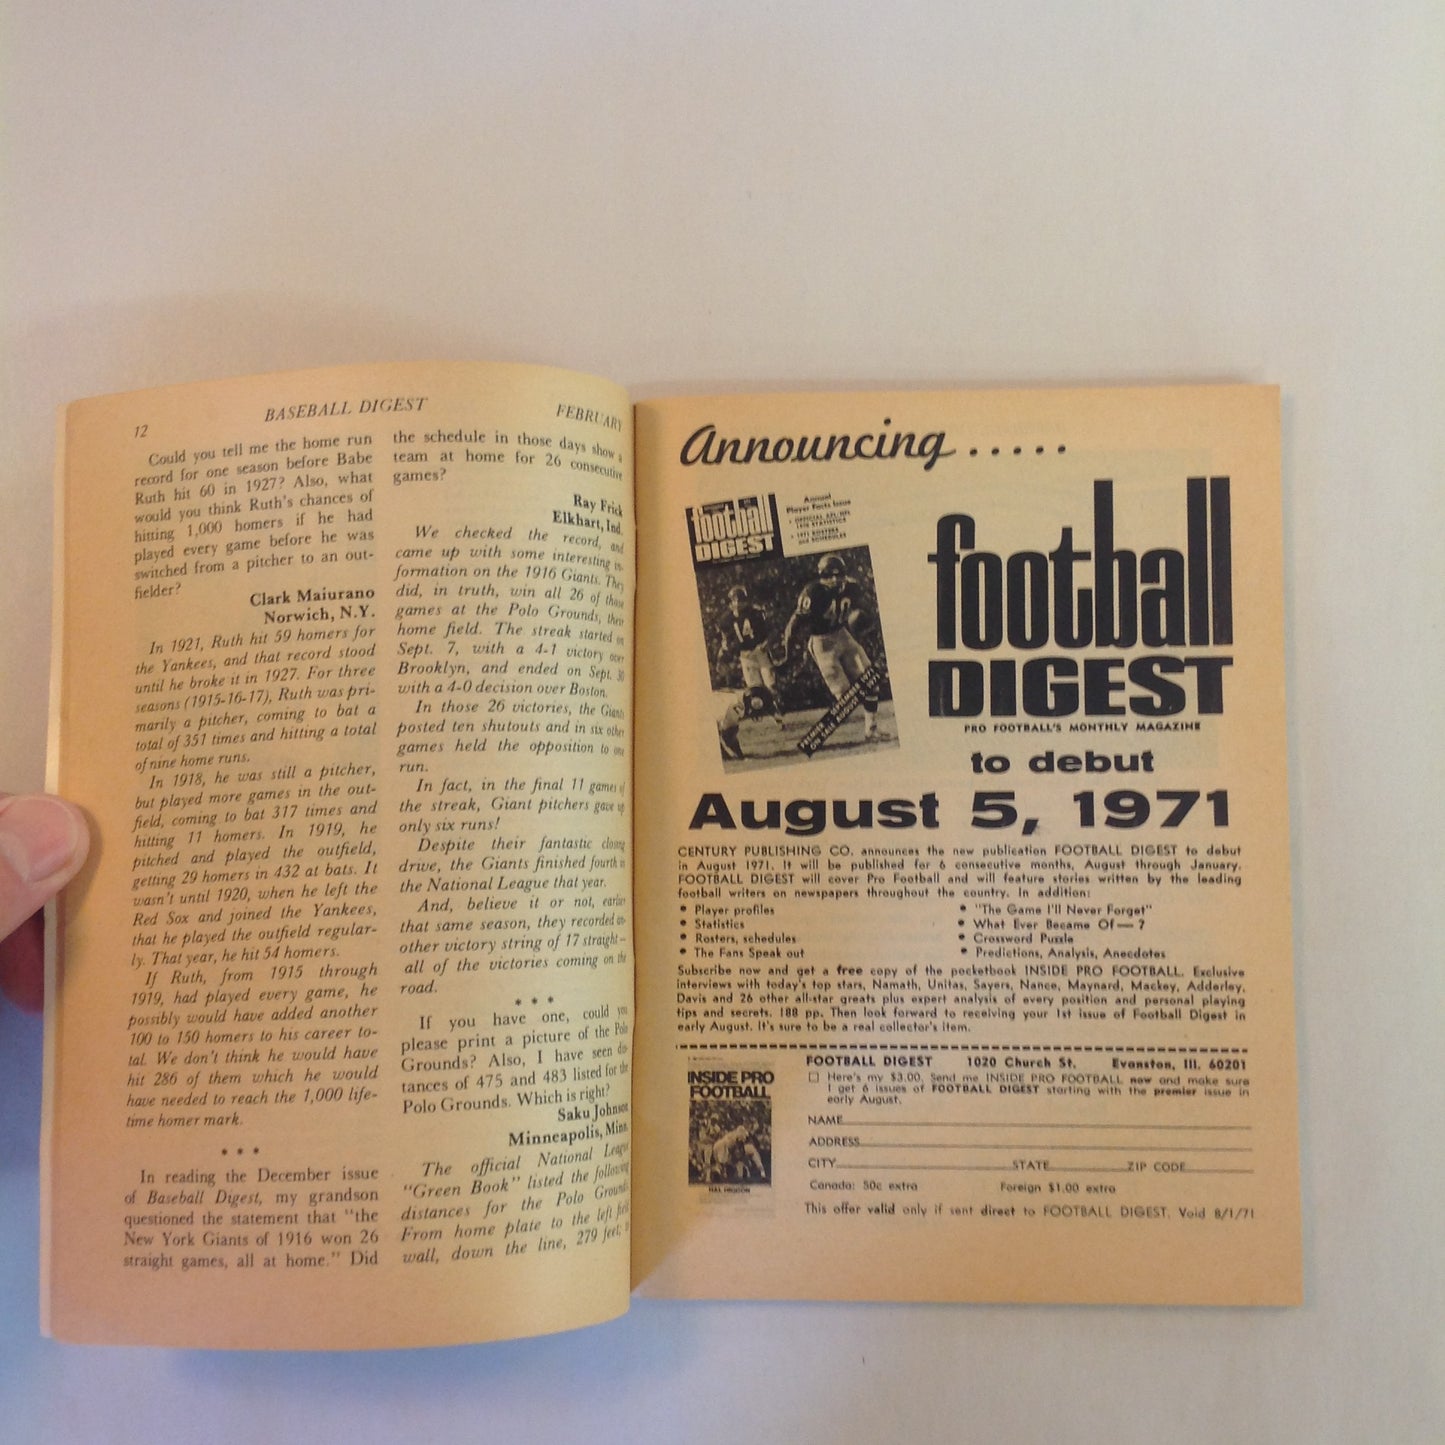 12
BASEBALL DIGEST
FEBRUARY
Could you tell me the home run
record for one season before Babe
Ruth hit 60 in 1927? Also, what
would you think Ruth's chances of
hitting 1,000 homers if he had
played every game before he was
switched from a pitcher to an out-
fielder?
Clark Maiurano
Norwich, N.Y.
In 1921, Ruth hit 59 homers for
the Yankees, and that record stood
until he broke it in 1927. For three
seasons (1915-16-17), Ruth was pri-
marily a pitcher, coming to bat a
total of 351 times and hitting a total
of nine home runs.
In 1918, he was still a pitcher,
but played more games in the out-
field, coming to bat 317 times and
hitting 11 homers. In 1919, he
pitched and played the outfield,
getting 29 homers in 432 at bats. It
wasn't until 1920, when he left the
Red Sox and joined the Yankees,
that he played the outfield regular-
ly. That year, he hit 54 homers.
If Ruth, from 1915 through
1919, had played every game, he
possibly would have added another
100 to 150 homers to his career to-
tal. We don't think he would have
hit 286 of them which he would
have needed to reach the 1,000 life-
time homer mark.
* * *
In reading the December issue
of Baseball Digest, my grandson
questioned the statement that "the
New York Giants of 1916 won 26
straight games, all at home." Did
the schedule in those days show a
team at home for 26 consecutive
games?
Ray Frick
Elkhart, Ind.
We checked the record, and
came up with some interesting in-
formation on the 1916 Giants. They
did, in truth, win all 26 of those
games at the Polo Grounds, their
home field. The streak started on
Sept. 7, with a 4-1 victory over
Brooklyn, and ended on Sept. 30
with a 4-0 decision over Boston.
In those 26 victories, the Giants
posted ten shutouts and in six other
games held the opposition to one
run.
In fact, in the final 11 games of
the streak, Giant pitchers gave up
only six runs!
Despite their fantastic closing
drive, the Giants finished fourth in
the National League that year.
And, believe it or not, earlier
that same season, they recorded an-
other victory string of 17 straight—
all of the victories coming on the
road.
* * *
If you have one, could you
please print a picture of the Polo
Grounds? Also, I have seen dis-
tances of 475 and 483 listed for the
Polo Grounds. Which is right?
Saku Johnson
Minneapolis, Minn.
The official National League
"Green Book" listed the following
distances for the Polo Grounds.
From home plate to the left field
wall, down the line, 279 feet;
Announcing . . . . .
football
DIGEST
Annual
Player Facts Issue
• OFFICIAL AFL-NFL
1970 STATISTICS
• 1971 ROSTERS
AND SCHEDULES
14
40
football
DIGEST
PRO FOOTBALL'S MONTHLY MAGAZINE
to debut
August 5, 1971
CENTURY PUBLISHING CO. announces the new publication FOOTBALL DIGEST to debut
in August 1971. It will be published for 6 consecutive months, August through January.
FOOTBALL DIGEST will cover Pro Football and will feature stories written by the leading
football writers on newspapers throughout the country. In addition:
• Player profiles
• Statistics
• Rosters, schedules
• The Fans Speak out
• "The Game I'll Never Forget"
• What Ever Became Of — ?
• Crossword Puzzle
• Predictions, Analysis, Anecdotes
Subscribe now and get a free copy of the pocketbook INSIDE PRO FOOTBALL. Exclusive
interviews with today's top stars, Namath, Unitas, Sayers, Nance, Maynard, Mackey, Adderley,
Davis and 26 other all-star greats plus expert analysis of every position and personal playing
tips and secrets. 188 pp. Then look forward to receiving your 1st issue of Football Digest in
early August. It's sure to be a real collector's item.
INSIDE PRO
FOOTBALL
HAL HIGDON
FOOTBALL DIGEST 1020 Church St. Evanston, Ill. 60201
Here's my $3.00. Send me INSIDE PRO FOOTBALL now and make sure
I get 6 issues of FOOTBALL DIGEST starting with the premier issue in
early August.
NAME
ADDRESS
CITY STATE ZIP CODE
Canada: 50c extra Foreign $1.00 extra
This offer valid only if sent direct to FOOTBALL DIGEST. Void 8/1/71